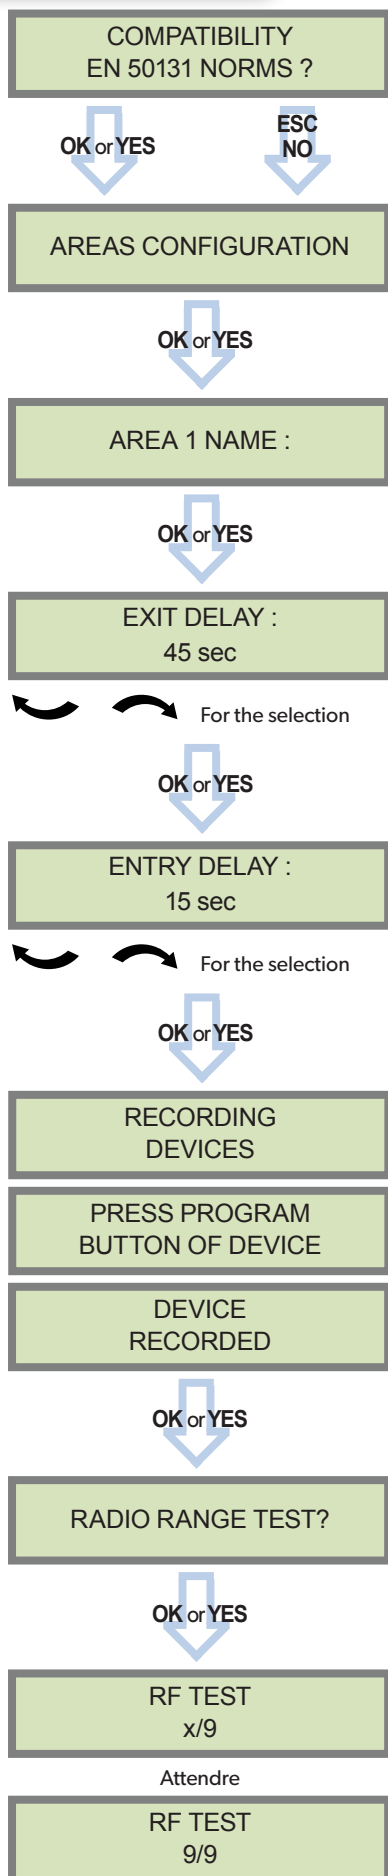 COMPATIBILITY
EN 50131 NORMS ?
OK or YES
ESC
NO
AREAS CONFIGURATION
OK or YES
AREA 1 NAME :
OK or YES
EXIT DELAY :
45 sec
For the selection
OK or YES
ENTRY DELAY :
15 sec
For the selection
OK or YES
RECORDING
DEVICES
PRESS PROGRAM
BUTTON OF DEVICE
DEVICE
RECORDED
OK or YES
RADIO RANGE TEST?
OK or YES
RF TEST
x/9
Attendre
RF TEST
9/9